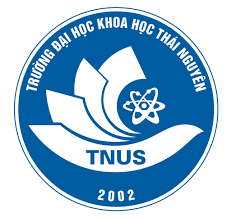 TRƯỜNG ĐẠI HỌC KHOA HỌC THÁI NGUYÊN
TNUS
2002